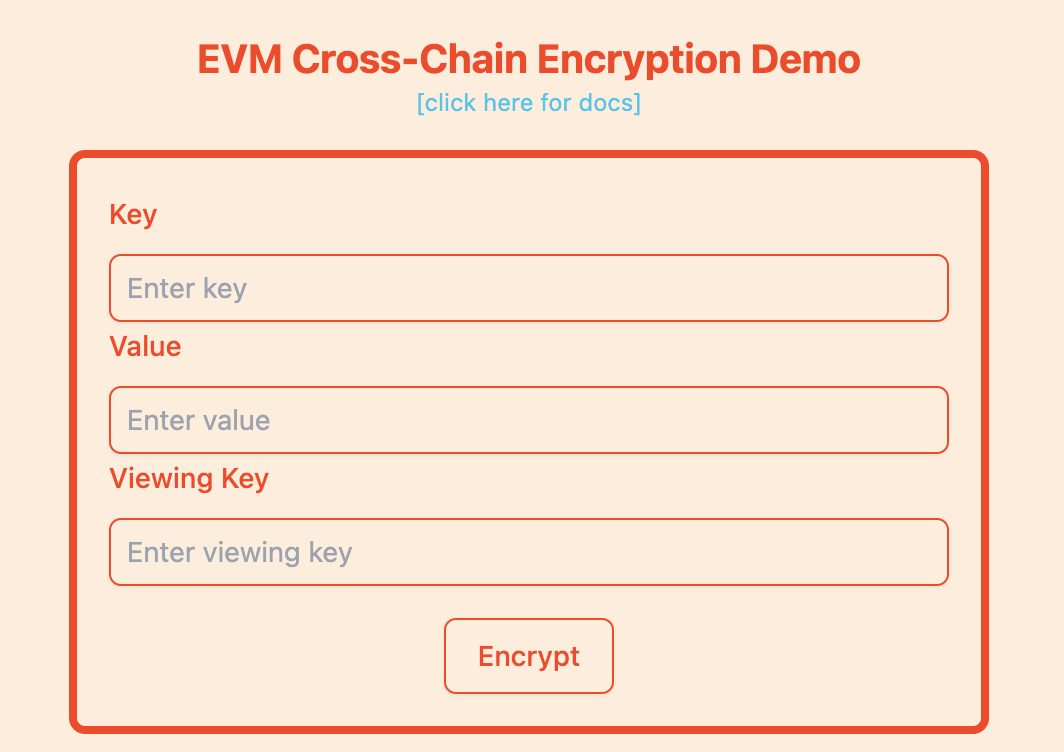 EVM Cross-Chain Encryption Demo
[click here for docs]
Key
Enter key
Value
Enter value
Viewing Key
Enter viewing key
Encrypt